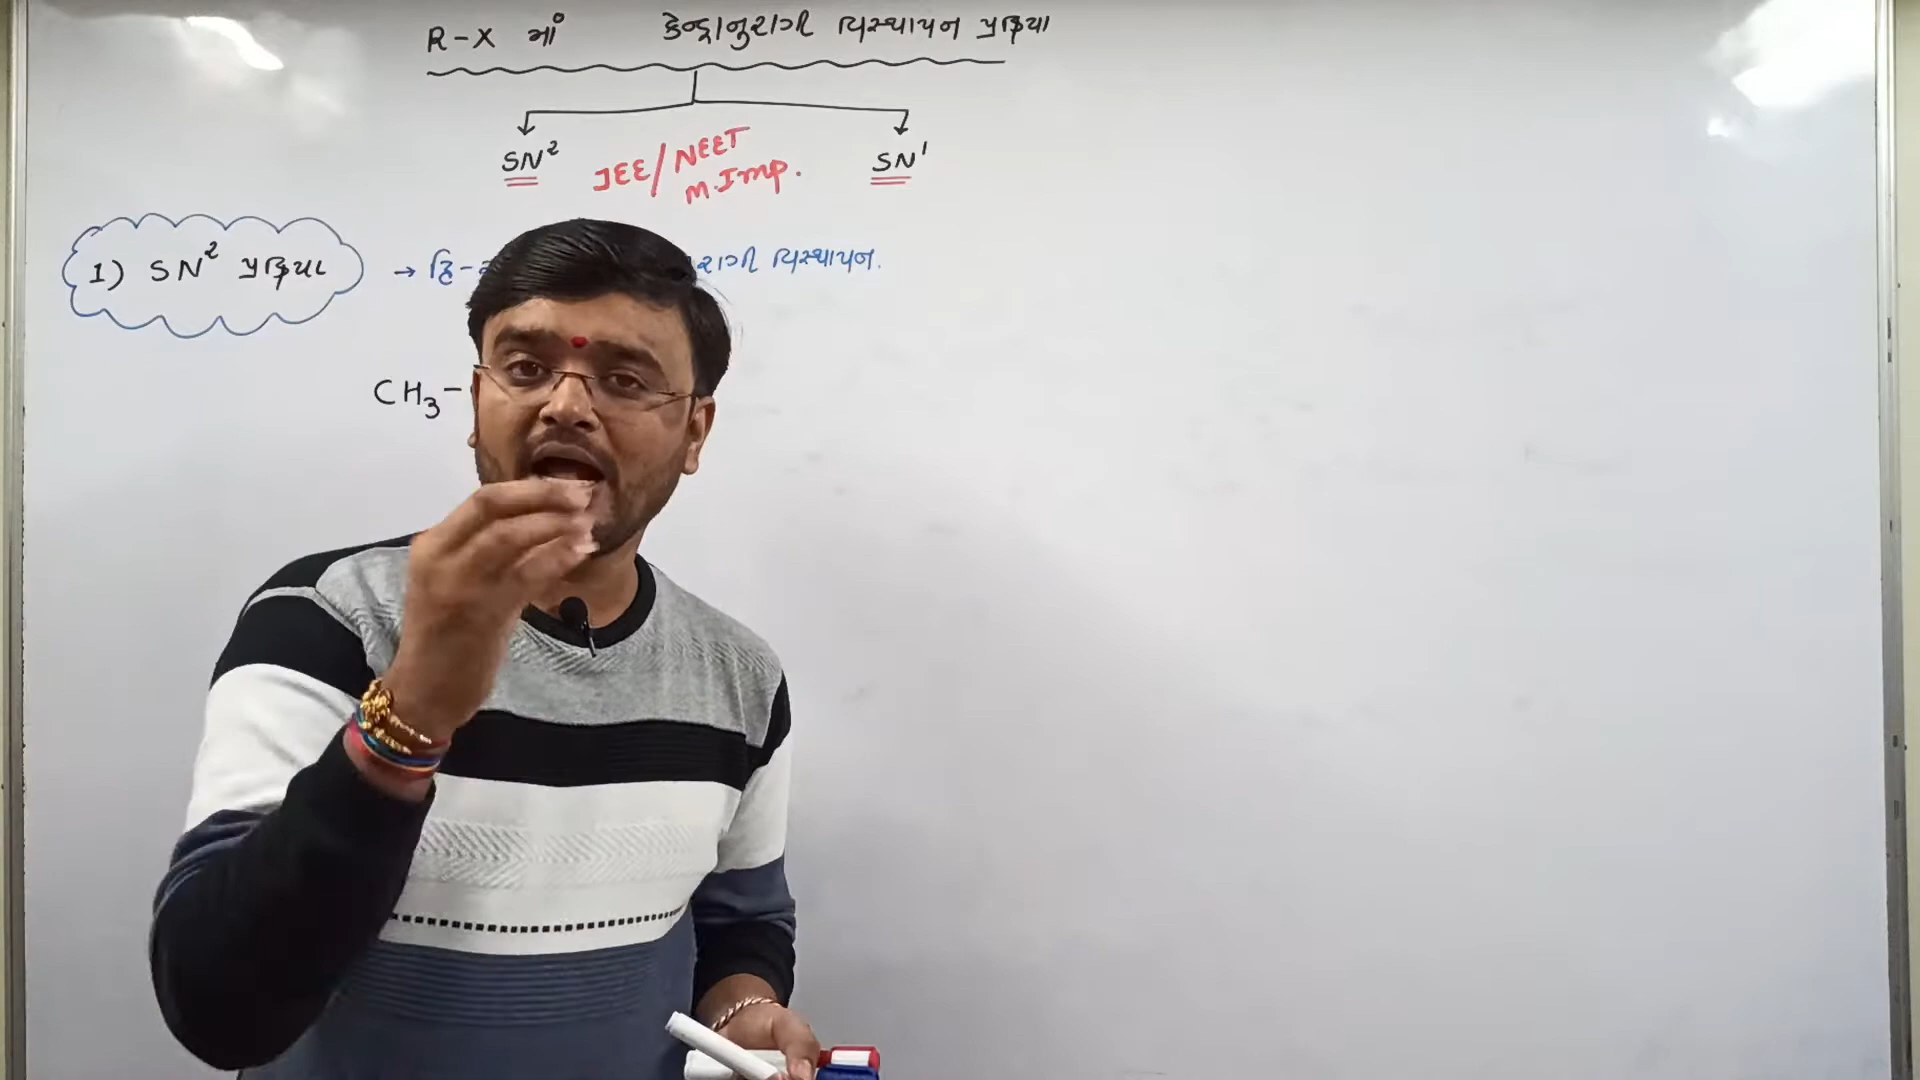 R-X માં કેન્દ્રાનુરાગી વિસ્થાપન પ્રક્રિયા
SN² SN¹
JEE/NEET
M.Imp.
1) SN² પ્રક્રિયા → દ્વિ- રાગી વિસ્થાપન.
CH₃-